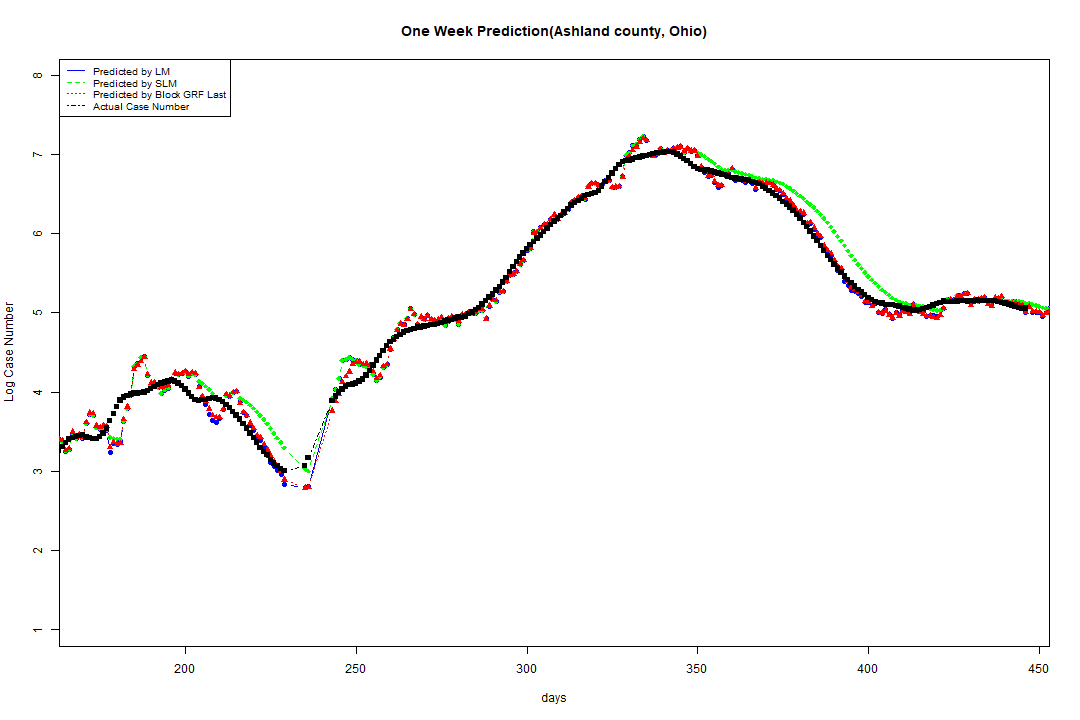 One Week Prediction(Ashland county, Ohio)
Predicted by LM
Predicted by SLM
Predicted by Block GRF Last
Actual Case Number
8
7
6
5
4
3
2
1
Log Case Number
200 250 300 350 400 450
days